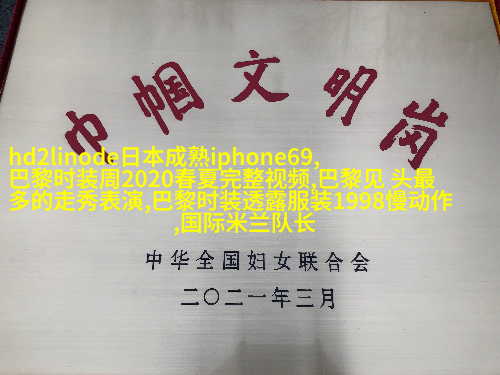 巾帼文明岗
hd2linode日本成熟iphone69,
巴黎时装周2020春夏完整视频,巴黎见 头最
多的走秀表演,巴黎时装透露服装1998慢动作
,国际米兰队长
中华全国妇女联合会
二〇二一年三月